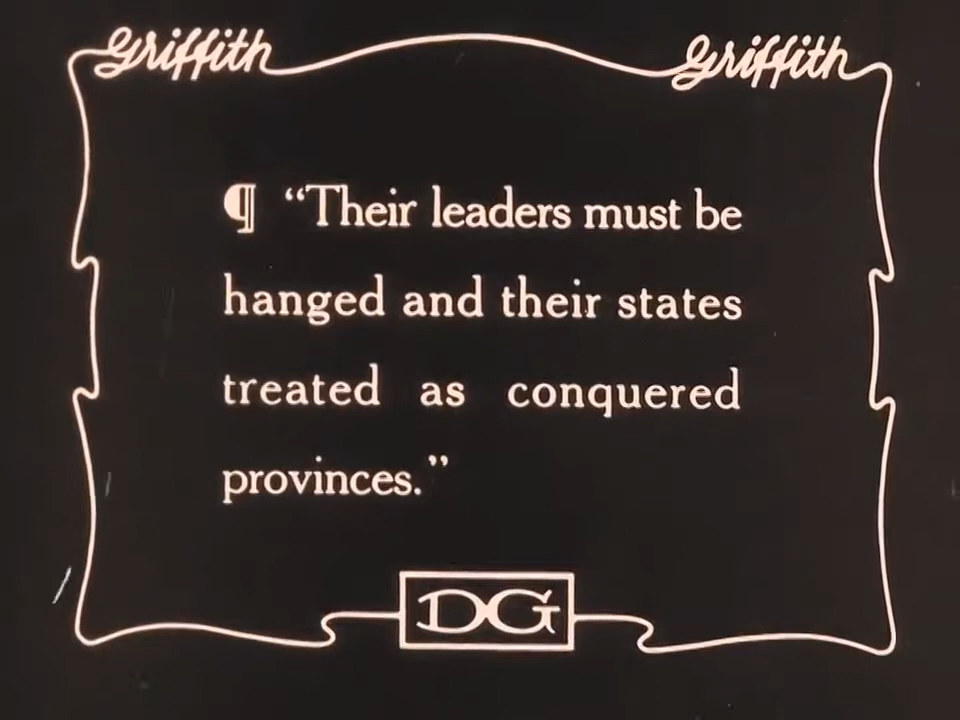 Griffith Griffith
¶ “Their leaders must be
hanged and their states
treated as conquered
provinces.”
DG